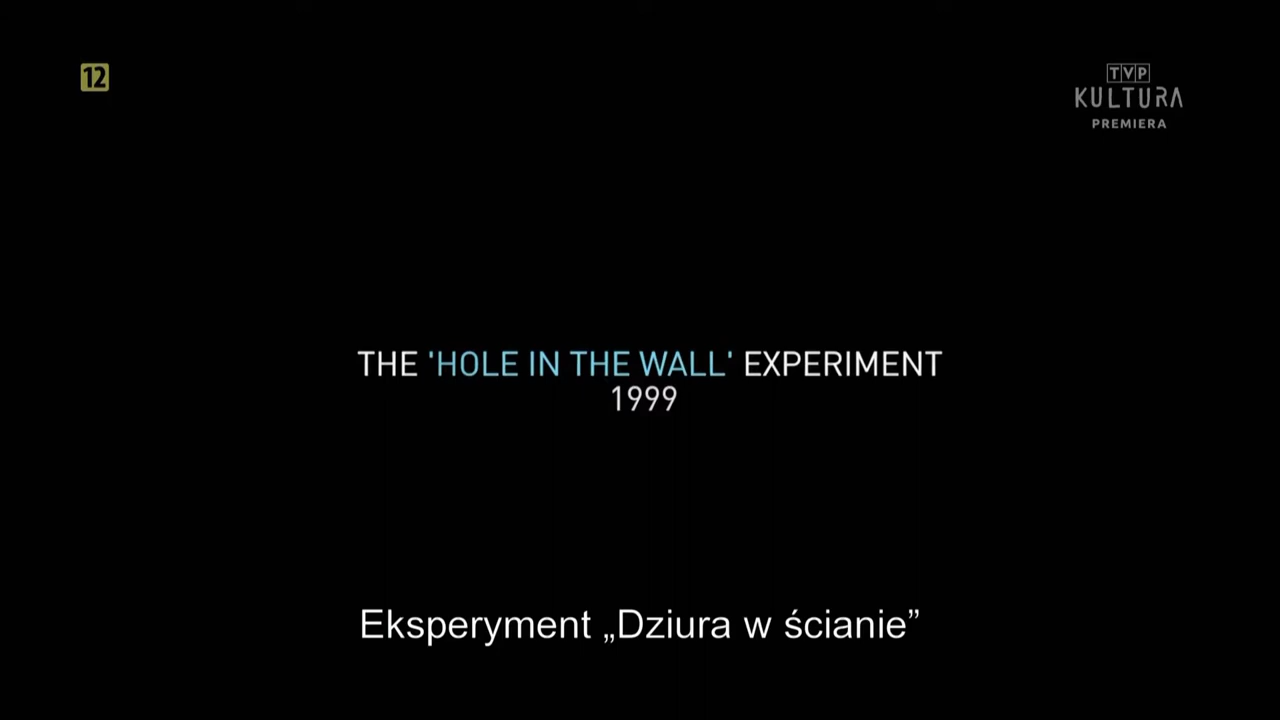 12
TVP
KULTURA
PREMIERA
THE 'HOLE IN THE WALL' EXPERIMENT
1999
Eksperyment „Dziura w ścianie”